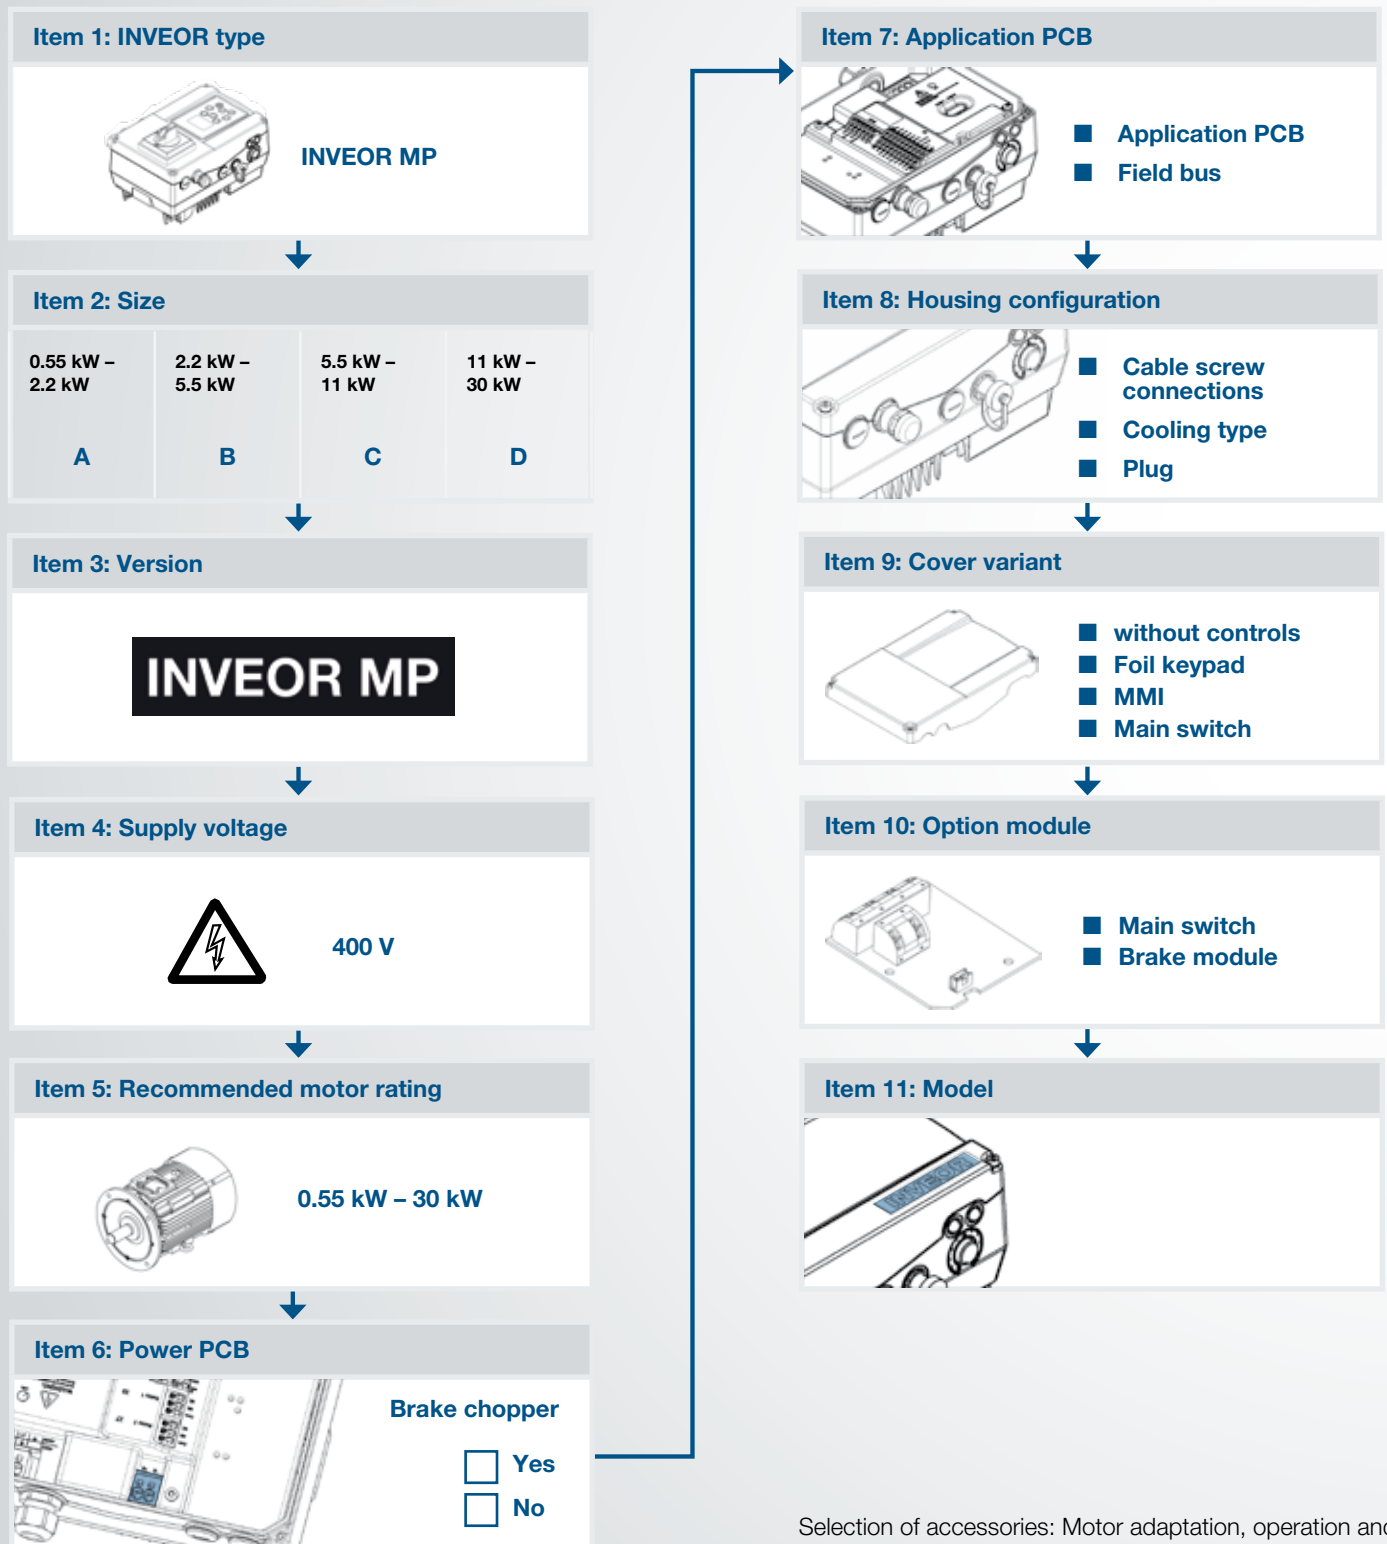 Item 1: INVEOR type
INVEOR MP
Item 2: Size
0.55 kW –
2.2 kW
A
2.2 kW –
5.5 kW
B
5.5 kW –
11 kW
C
11 kW –
30 kW
D
Item 3: Version
INVEOR MP
Item 4: Supply voltage
400 V
Item 5: Recommended motor rating
0.55 kW – 30 kW
Item 6: Power PCB
Brake chopper
Yes
No
Item 7: Application PCB
Application PCB
Field bus
Item 8: Housing configuration
Cable screw
connections
Cooling type
Plug
Item 9: Cover variant
without controls
Foil keypad
MMI
Main switch
Item 10: Option module
Main switch
Brake module
Item 11: Model
INVEOR
Selection of accessories: Motor adaptation, operation and